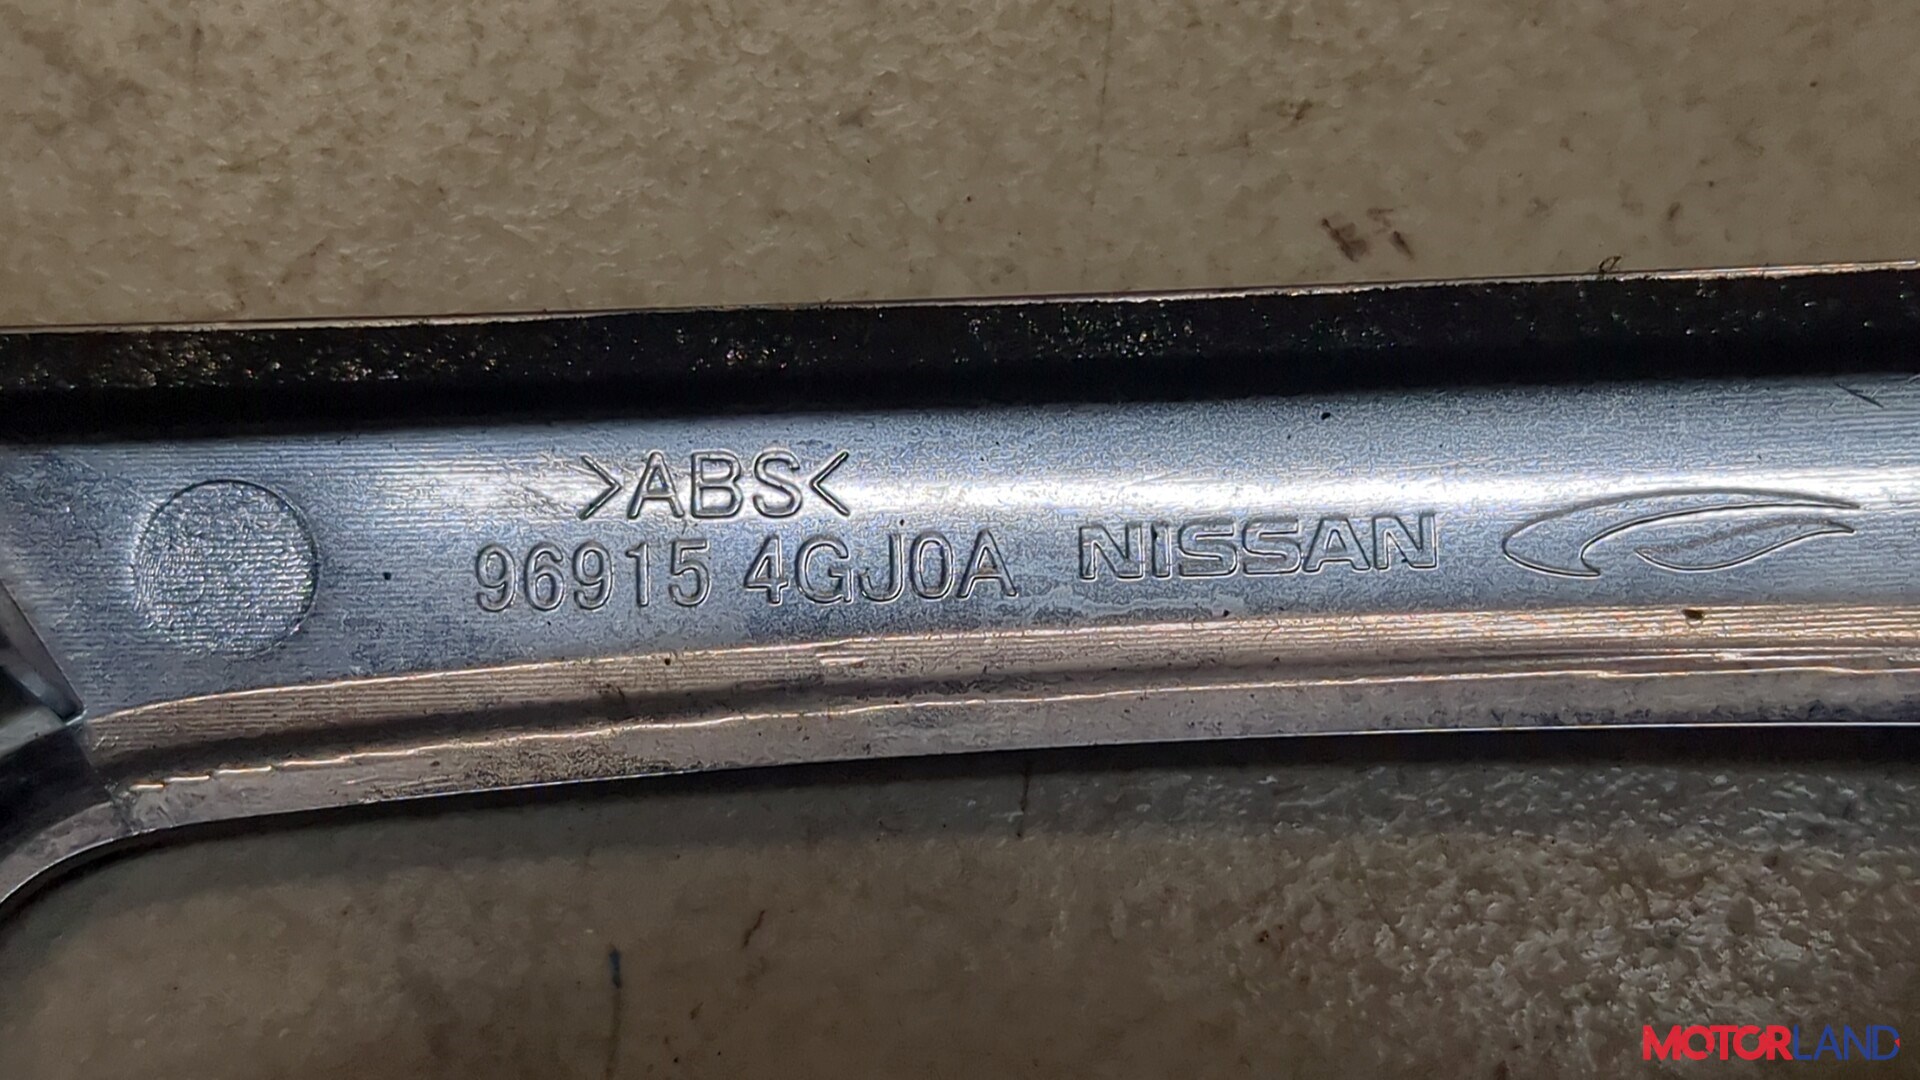 >ABS<
96915 4GJ0A NISSAN
MOTORLAND